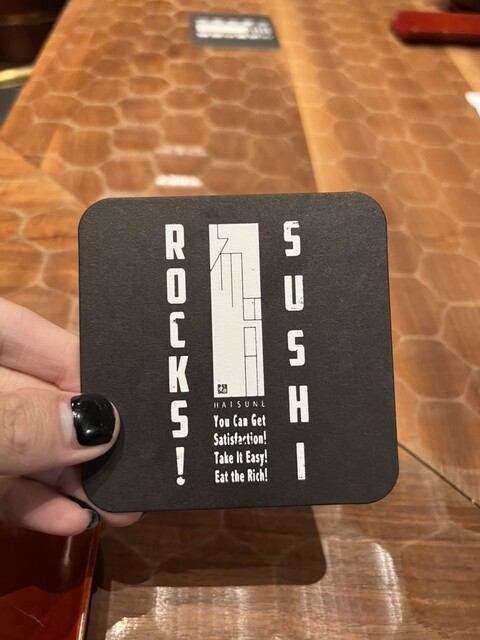 SUSHI
ROCKS!
HATSUNE
You Can Get
Satisfaction!
Take It Easy!
Eat the Rich!